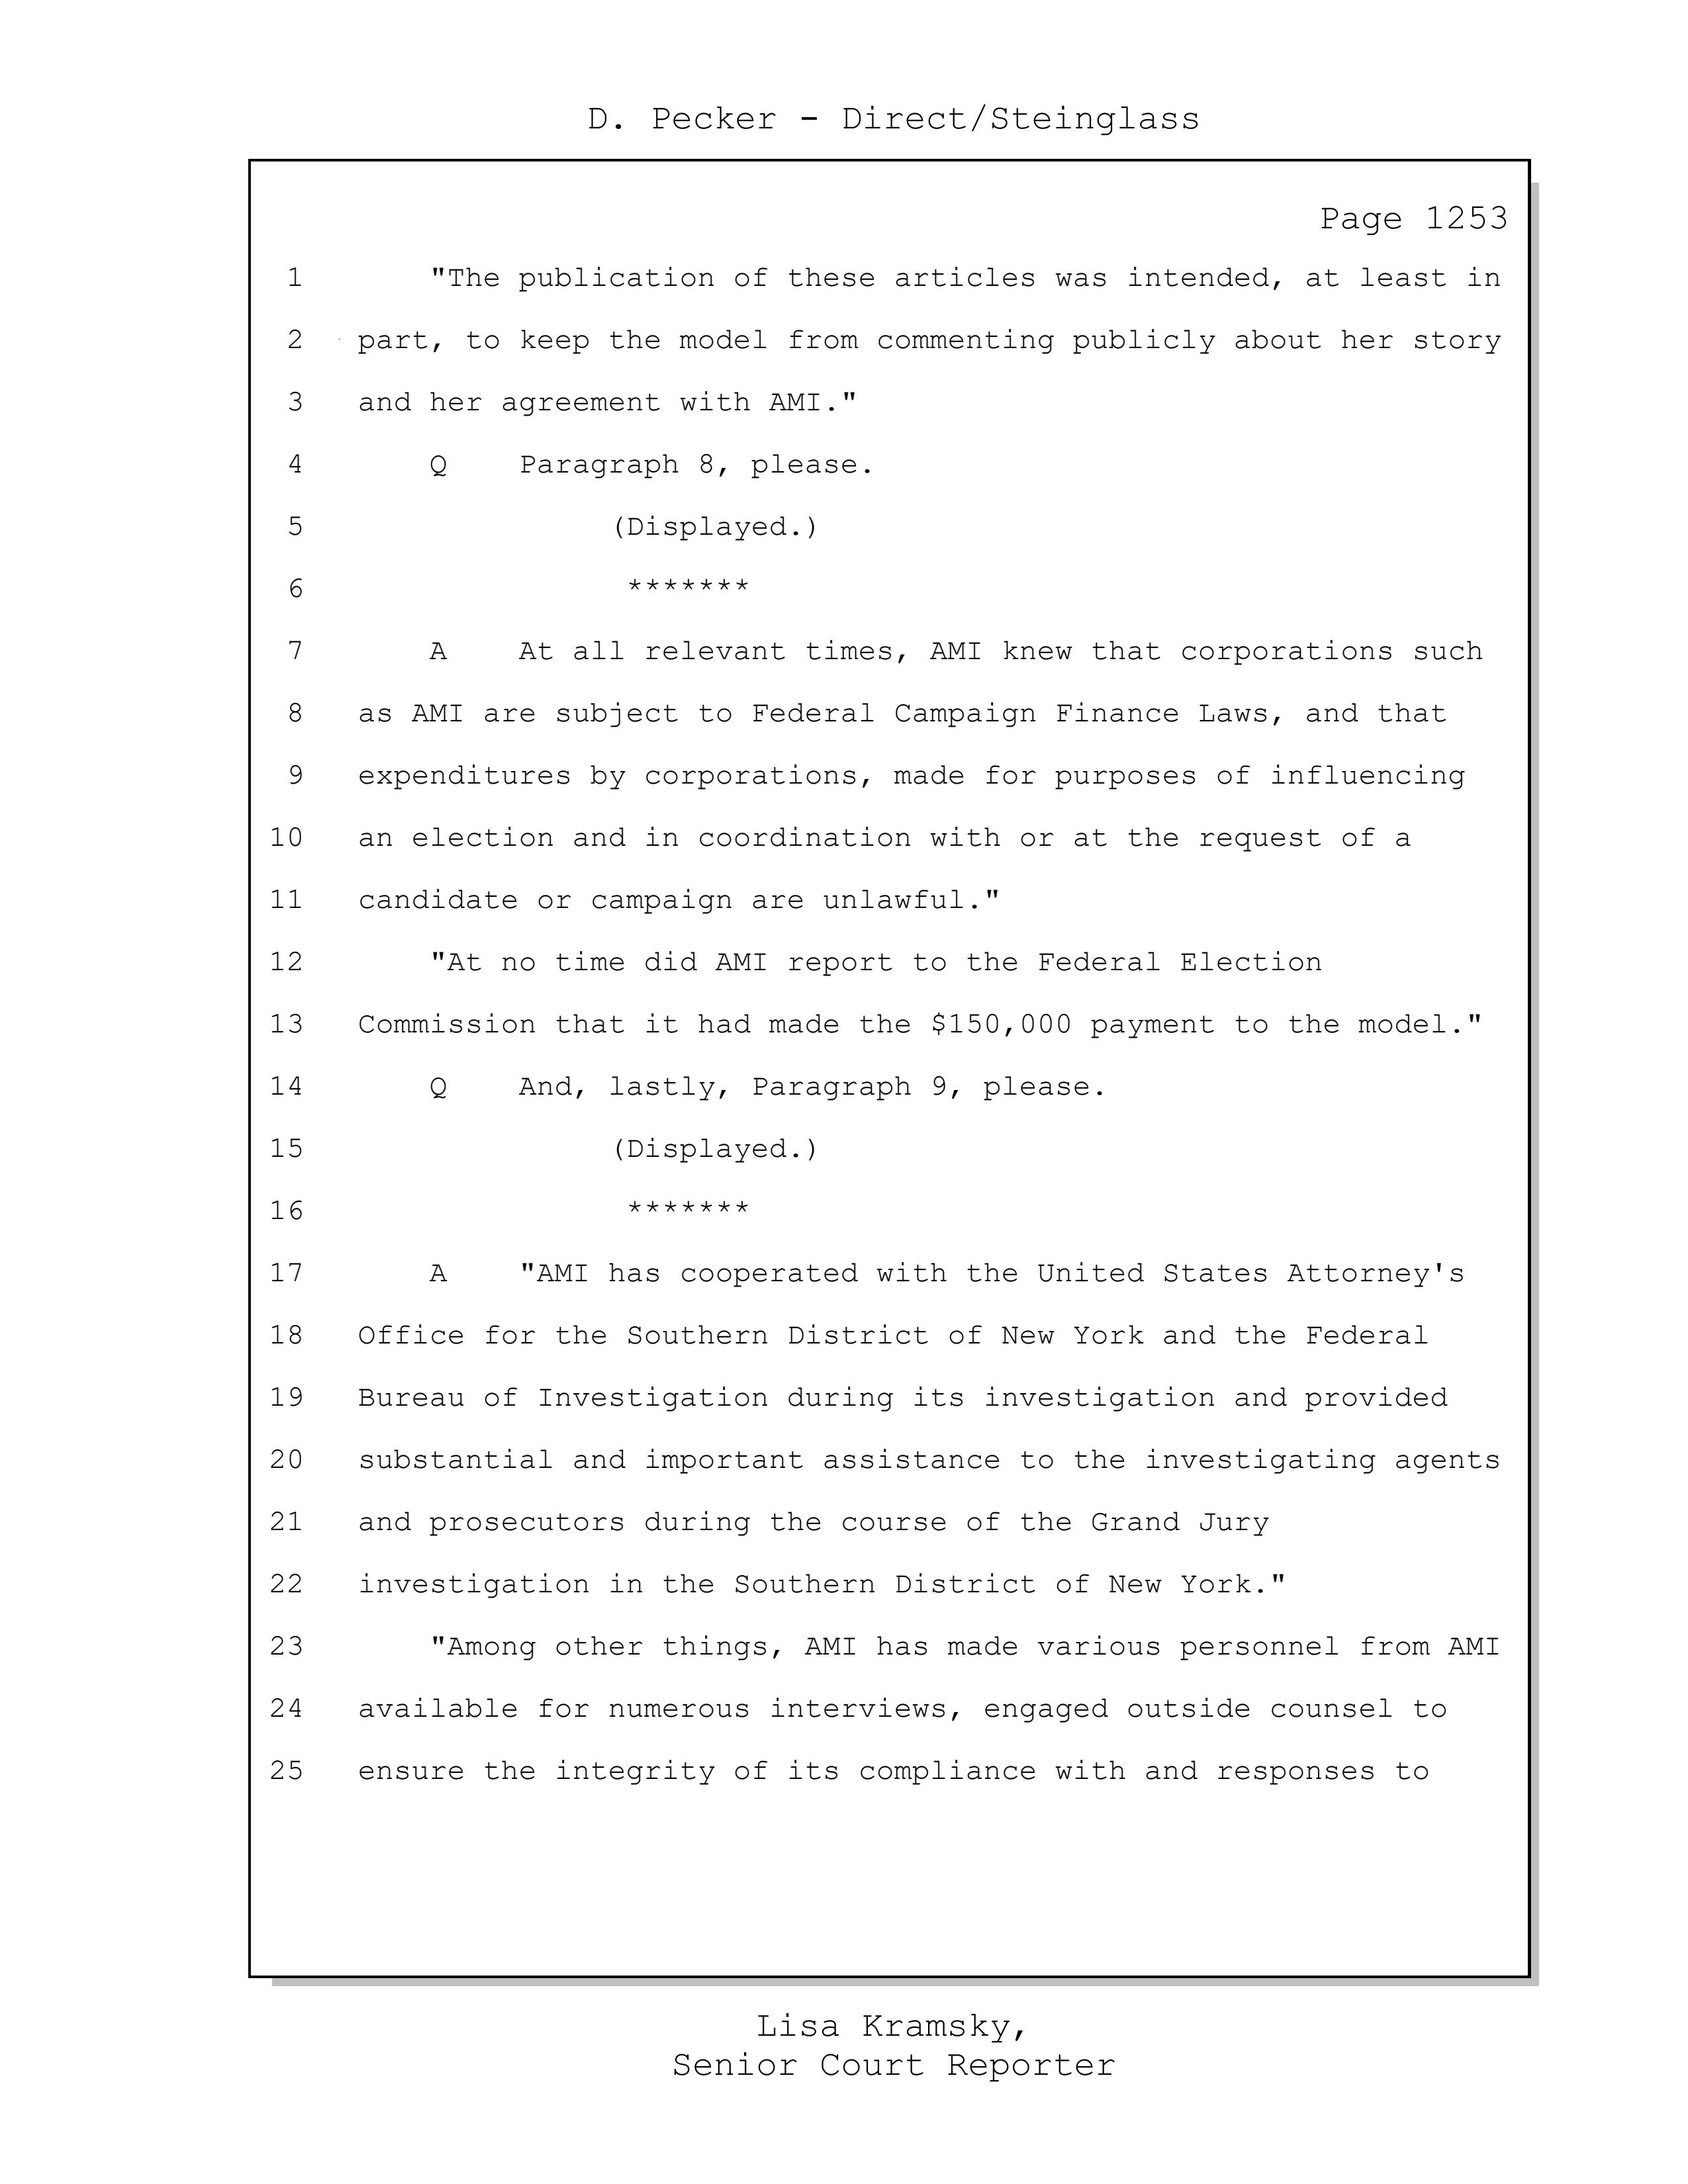 D. Pecker - Direct/Steinglass
Page 1253
1 "The publication of these articles was intended, at least in
2 part, to keep the model from commenting publicly about her story
3 and her agreement with AMI."
4 Q Paragraph 8, please.
5 (Displayed.)
6 *******
7 A At all relevant times, AMI knew that corporations such
8 as AMI are subject to Federal Campaign Finance Laws, and that
9 expenditures by corporations, made for purposes of influencing
10 an election and in coordination with or at the request of a
11 candidate or campaign are unlawful."
12 "At no time did AMI report to the Federal Election
13 Commission that it had made the $150,000 payment to the model."
14 Q And, lastly, Paragraph 9, please.
15 (Displayed.)
16 *******
17 A "AMI has cooperated with the United States Attorney's
18 Office for the Southern District of New York and the Federal
19 Bureau of Investigation during its investigation and provided
20 substantial and important assistance to the investigating agents
21 and prosecutors during the course of the Grand Jury
22 investigation in the Southern District of New York."
23 "Among other things, AMI has made various personnel from AMI
24 available for numerous interviews, engaged outside counsel to
25 ensure the integrity of its compliance with and responses to
Lisa Kramsky,
Senior Court Reporter